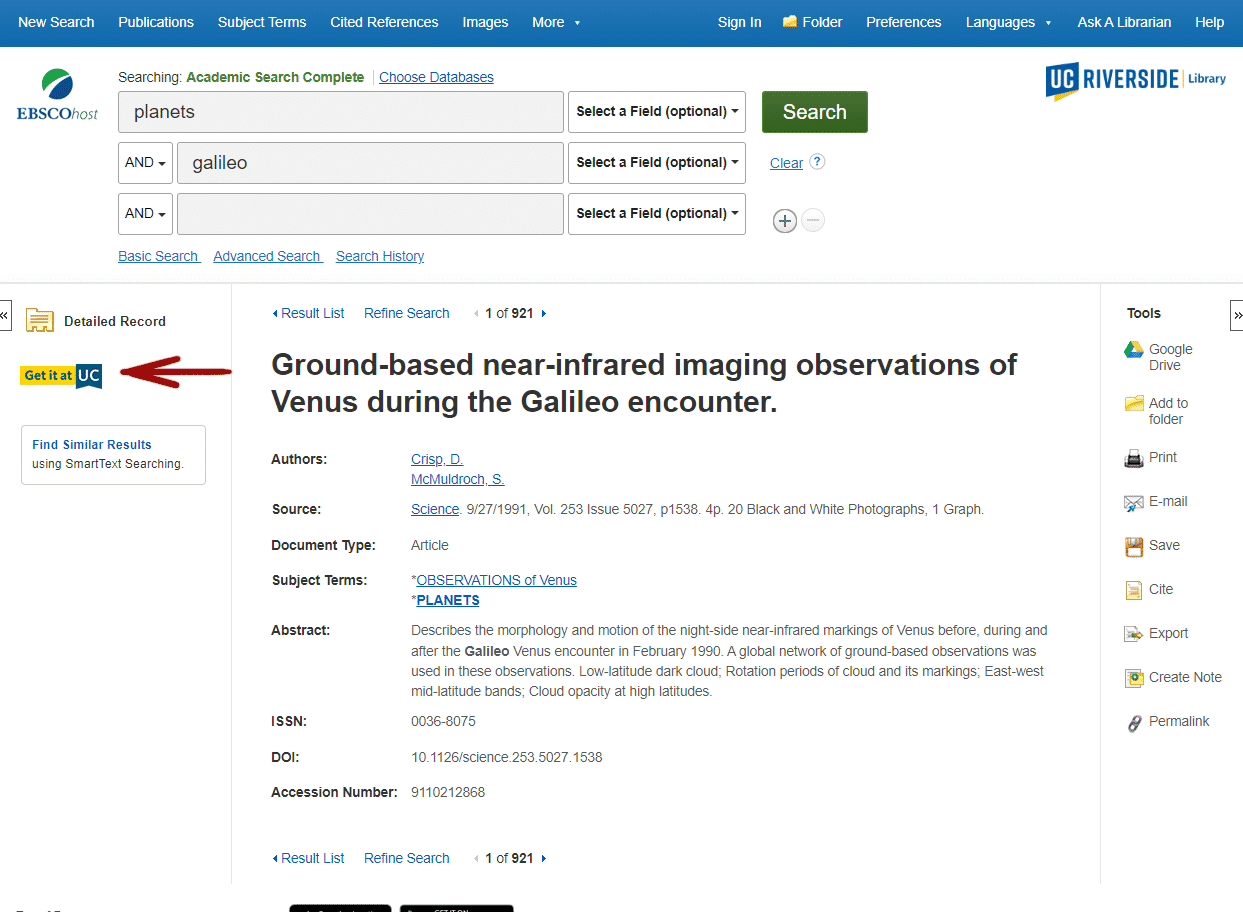 New Search Publications Subject Terms Cited References Images More Sign In Folder Preferences Languages Ask A Librarian Help
EBSCOhost
Searching: Academic Search Complete Choose Databases
UC RIVERSIDE Library
planets Select a Field (optional) Search
AND galileo Select a Field (optional) Clear ?
AND Select a Field (optional)
Basic Search Advanced Search Search History
« Detailed Record
Get it at UC
Find Similar Results
using SmartText Searching.
Result List Refine Search 1 of 921
Ground-based near-infrared imaging observations of
Venus during the Galileo encounter.
Authors: Crisp, D.
McMuldroch, S.
Source: Science. 9/27/1991, Vol. 253 Issue 5027, p1538. 4p. 20 Black and White Photographs, 1 Graph.
Document Type: Article
Subject Terms: *OBSERVATIONS of Venus
*PLANETS
Abstract: Describes the morphology and motion of the night-side near-infrared markings of Venus before, during and
after the Galileo Venus encounter in February 1990. A global network of ground-based observations was
used in these observations. Low-latitude dark cloud; Rotation periods of cloud and its markings; East-west
mid-latitude bands; Cloud opacity at high latitudes.
ISSN: 0036-8075
DOI: 10.1126/science.253.5027.1538
Accession Number: 9110212868
Result List Refine Search 1 of 921
Tools »
Google
Drive
Add to
folder
Print
E-mail
Save
Cite
Export
Create Note
Permalink
GET IT ON